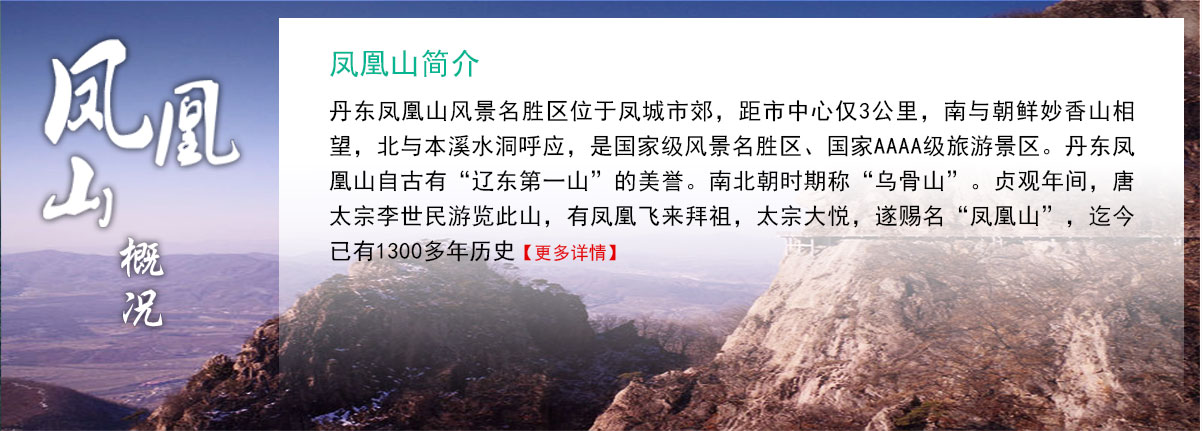 凤凰
山
概
况
凤凰山简介
丹东凤凰山风景名胜区位于凤城市郊，距市中心仅3公里，南与朝鲜妙香山相
望，北与本溪水洞呼应，是国家级风景名胜区、国家AAAA级旅游景区。丹东凤
凰山自古有“辽东第一山”的美誉。南北朝时期称“乌骨山”。贞观年间，唐
太宗李世民游览此山，有凤凰飞来拜祖，太宗大悦，遂赐名“凤凰山”，迄今
已有1300多年历史【更多详情】